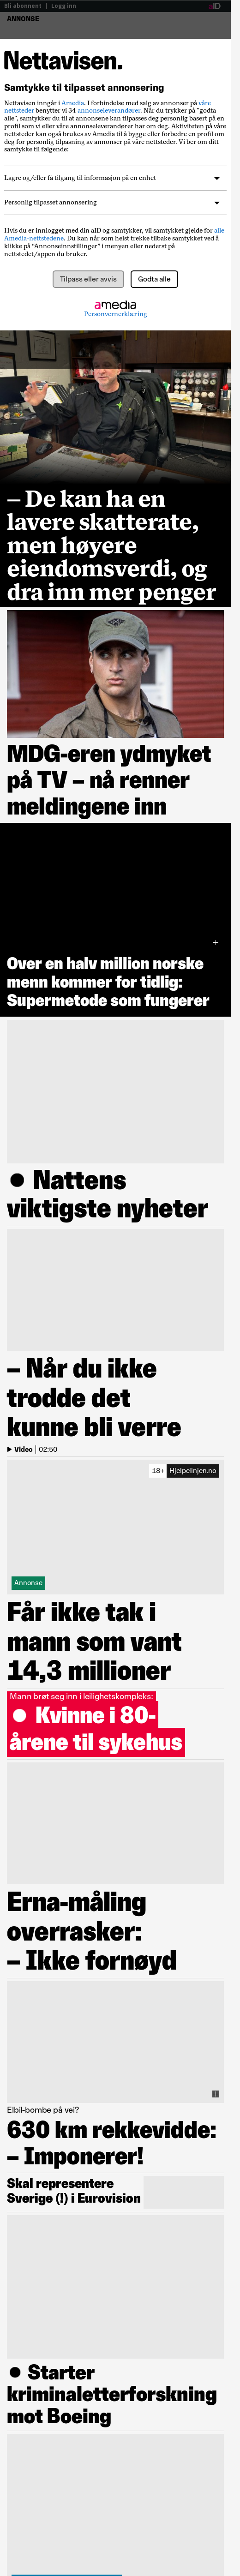 Bli abonnent | Logg inn
aID
ANNONSE
Nettavisen.
Samtykke til tilpasset annonsering
Nettavisen inngår i Amedia. I forbindelse med salg av annonser på våre
nettsteder benytter vi 34 annonseleverandører. Når du trykker på "godta
alle", samtykker du til at annonser kan tilpasses deg personlig basert på en
profil som vi eller våre annonseleverandører har om deg. Aktiviteten på våre
nettsteder kan også brukes av Amedia til å bygge eller forbedre en profil om
deg for personlig tilpasning av annonser på våre nettsteder. Vi ber om ditt
samtykke til følgende:
Lagre og/eller få tilgang til informasjon på en enhet
Personlig tilpasset annonsering
Hvis du er innlogget med din aID og samtykker, vil samtykket gjelde for alle
Amedia-nettstedene. Du kan når som helst trekke tilbake samtykket ved å
klikke på "Annonseinnstillinger" i menyen eller nederst på
nettstedet/appen du bruker.
Tilpass eller avvis
Godta alle
amedia
Personvernerklæring
– De kan ha en
lavere skatterate,
men høyere
eiendomsverdi, og
dra inn mer penger
MDG-eren ydmyket
på TV – nå renner
meldingene inn
Over en halv million norske
menn kommer for tidlig:
Supermetode som fungerer
● Nattens
viktigste nyheter
– Når du ikke
trodde det
kunne bli verre
Video | 02:50
18+ Hjelpelinjen.no
Annonse
Får ikke tak i
mann som vant
14,3 millioner
Mann brøt seg inn i leilighetskompleks:
● Kvinne i 80-
årene til sykehus
Erna-måling
overrasker:
– Ikke fornøyd
Elbil-bombe på vei?
630 km rekkevidde:
– Imponerer!
Skal representere
Sverige (!) i Eurovision
● Starter
kriminaletterforskning
mot Boeing